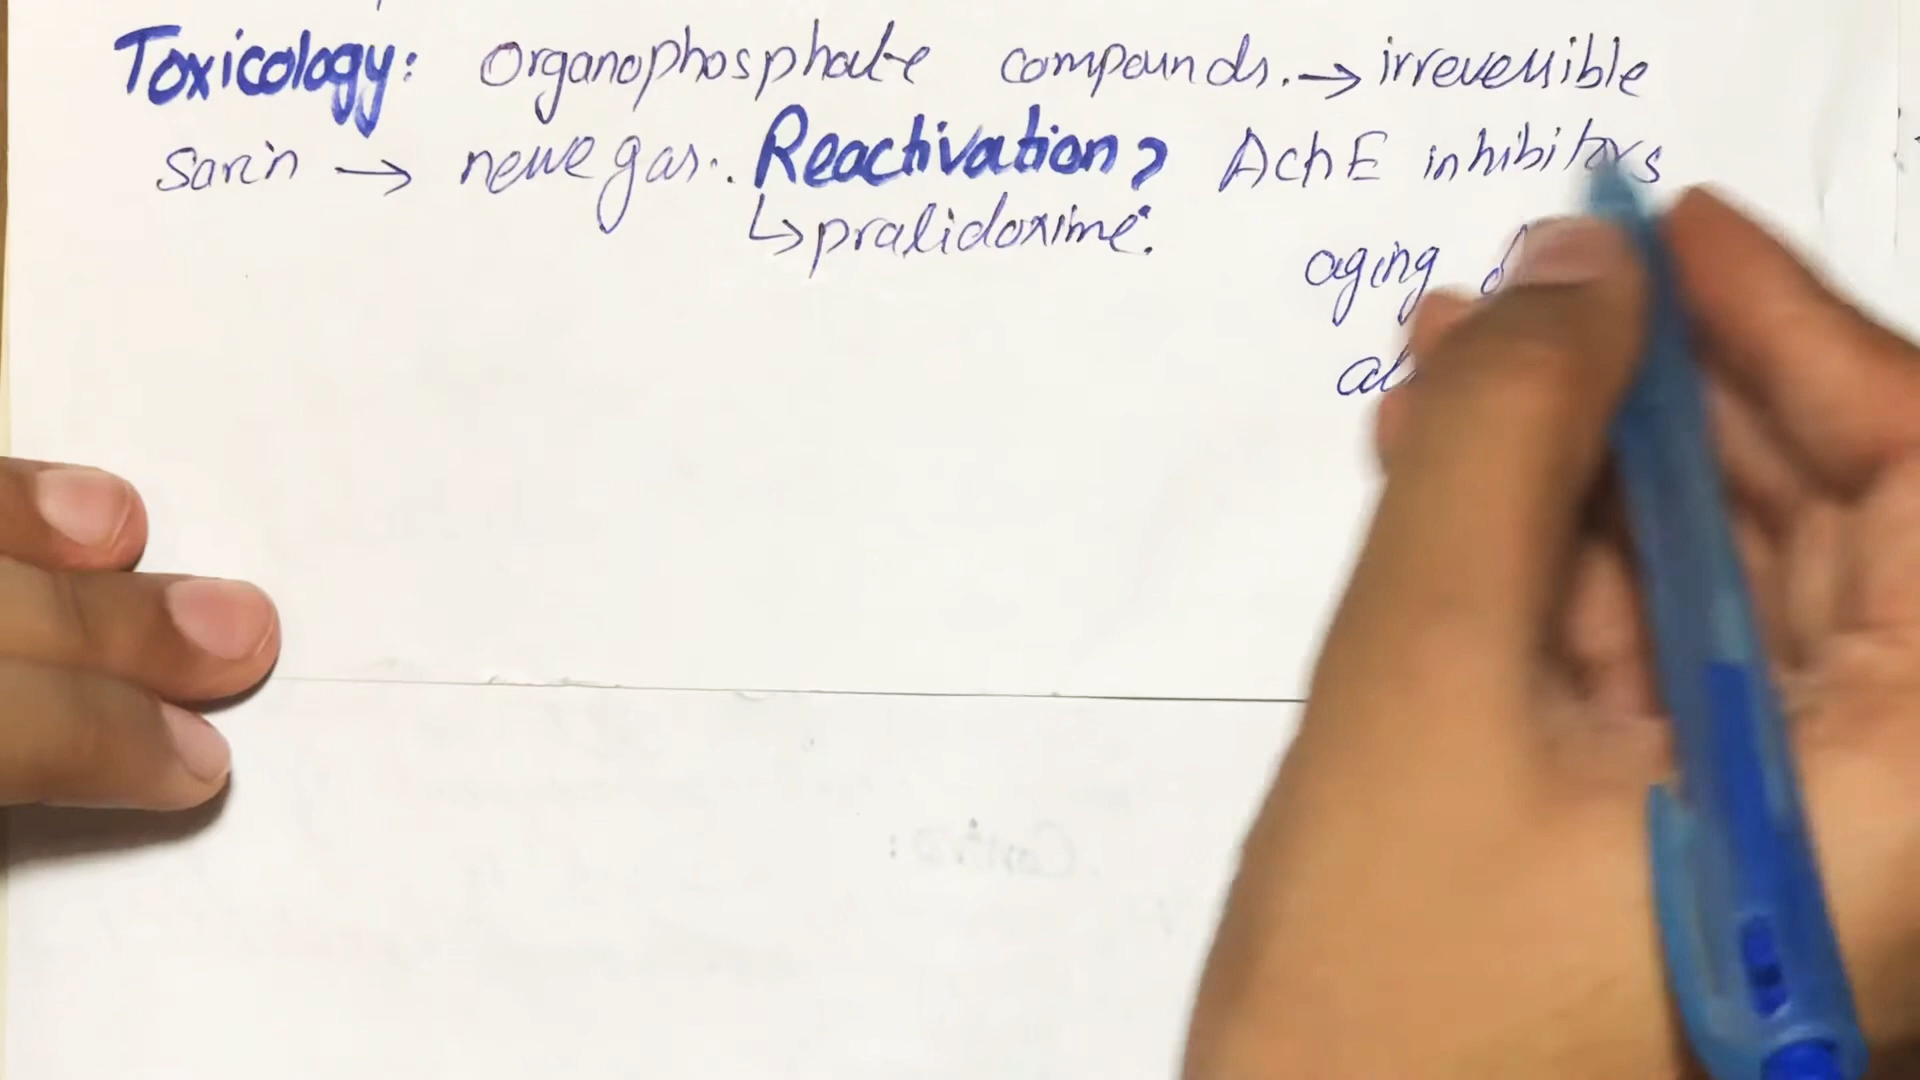 Toxicology: Organophosphate compounds. → irreversible
Sarin → nerve gas. Reactivation? AchE inhibitors
↳ pralidoxime.
aging